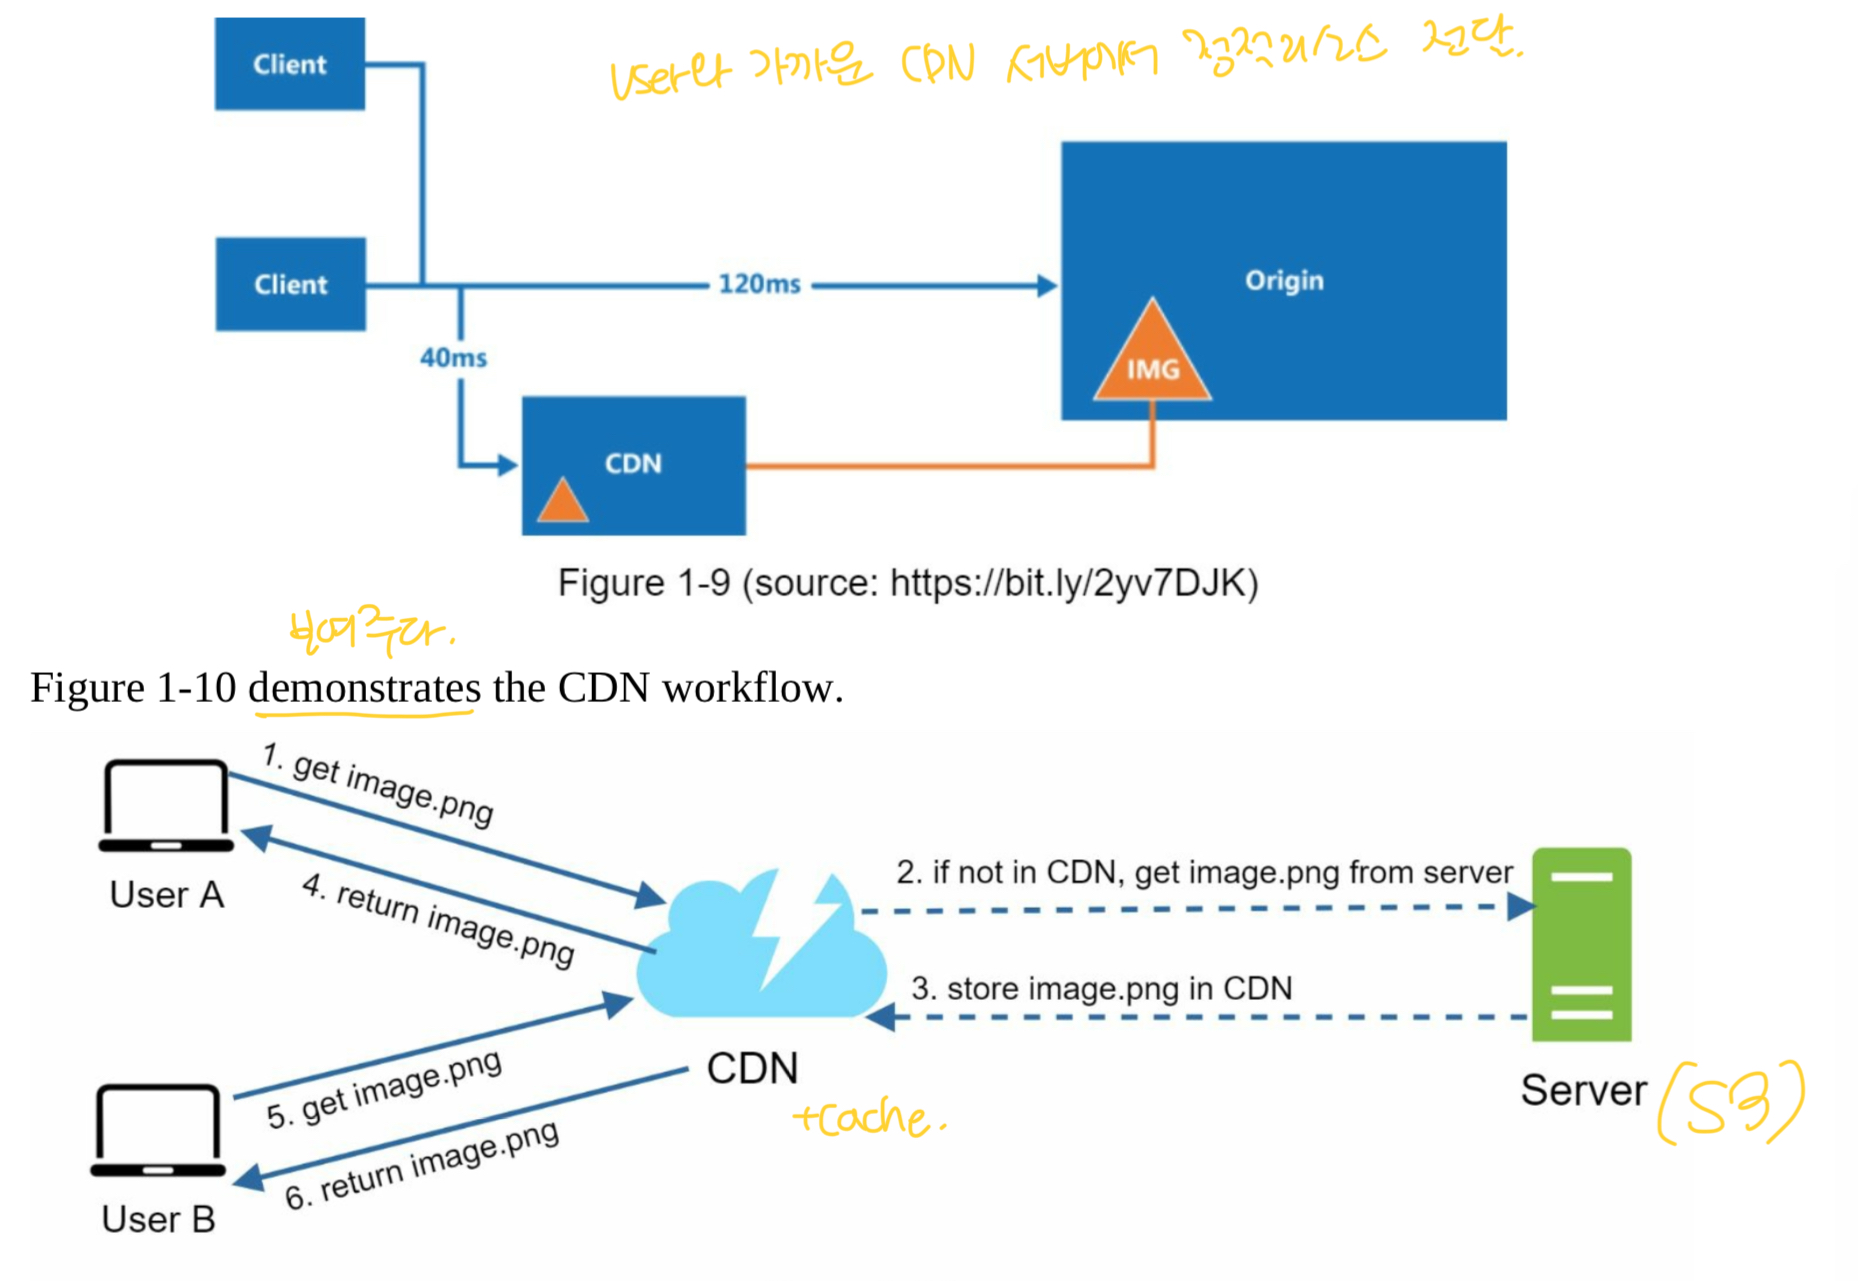 Client
User와 가까운 CDN 서버에서 정적리소스 전달.
Client
120ms
Origin
40ms
IMG
CDN
Figure 1-9 (source: https://bit.ly/2yv7DJK)
보여주다.
Figure 1-10 demonstrates the CDN workflow.
1. get image.png
User A
4. return image.png
2. if not in CDN, get image.png from server
3. store image.png in CDN
5. get image.png
CDN
+Cache.
Server (S3)
6. return image.png
User B